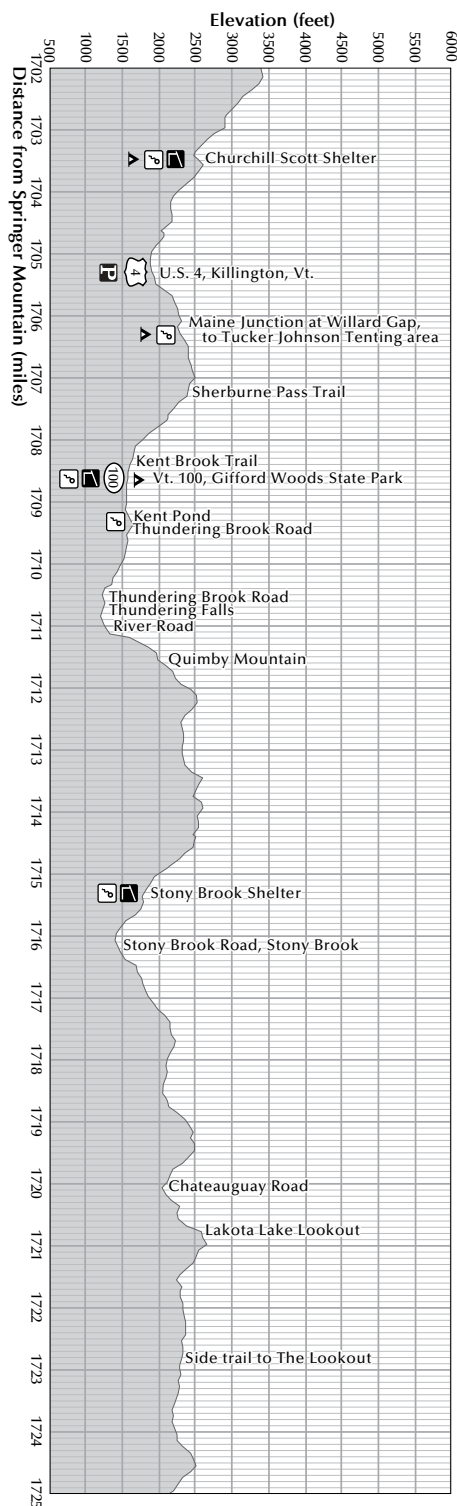 Elevation (feet)
500
1000
1500
2000
2500
3000
3500
4000
4500
5000
5500
6000
Distance from Springer Mountain (miles)
1702
1703
1704
1705
1706
1707
1708
1709
1710
1711
1712
1713
1714
1715
1716
1717
1718
1719
1720
1721
1722
1723
1724
1725
Churchill Scott Shelter
P
4
U.S. 4, Killington, Vt.
Maine Junction at Willard Gap,
to Tucker Johnson Tenting area
Sherburne Pass Trail
Kent Brook Trail
100
Vt. 100, Gifford Woods State Park
Kent Pond
Thundering Brook Road
Thundering Brook Road
Thundering Falls
River Road
Quimby Mountain
Stony Brook Shelter
Stony Brook Road, Stony Brook
Chateauguay Road
Lakota Lake Lookout
Side trail to The Lookout